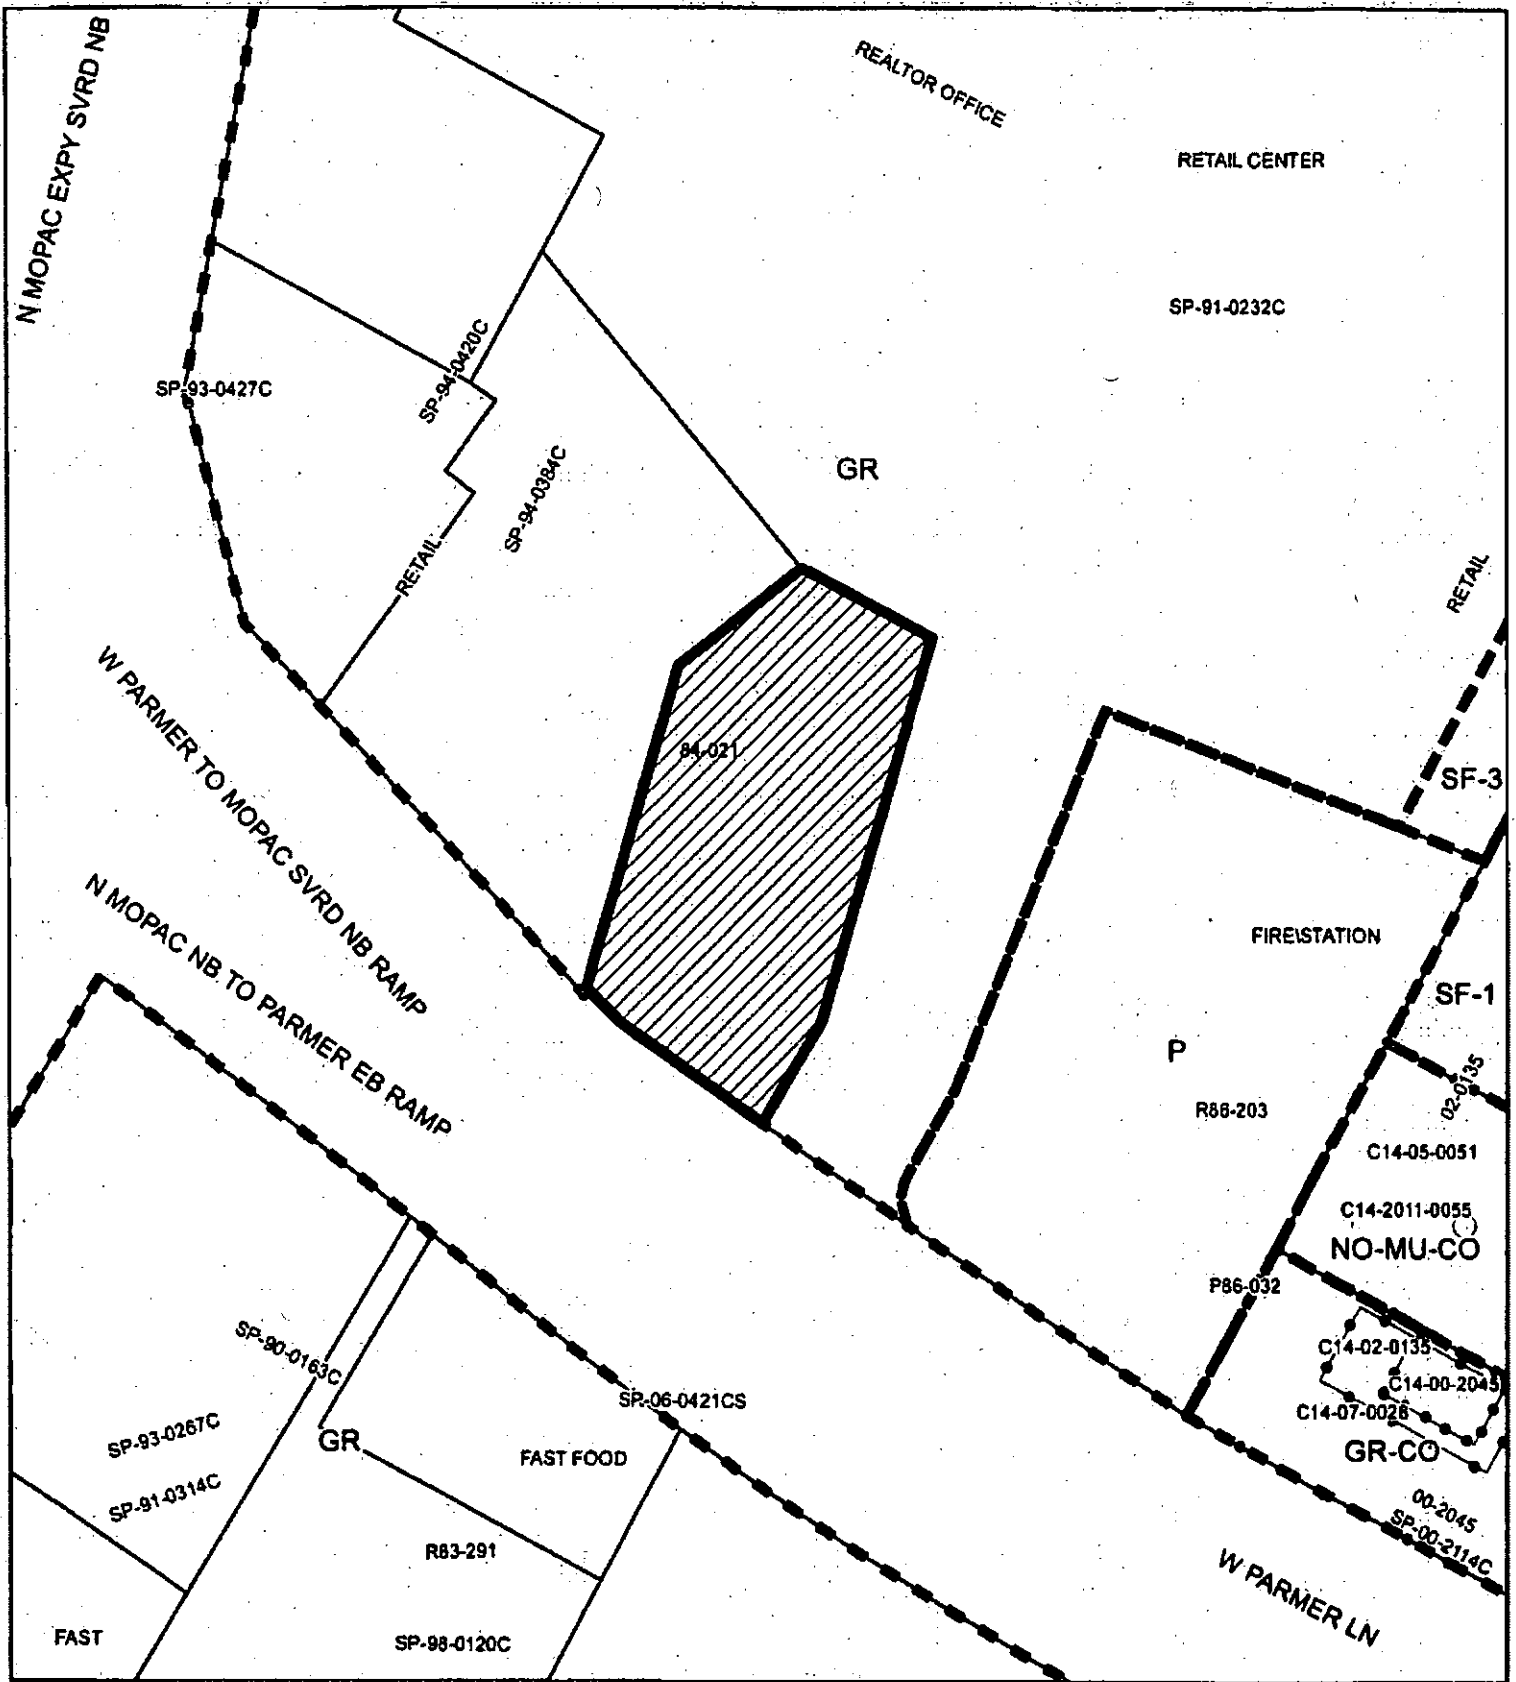 N MOPAC EXPY SVRD NB
REALTOR OFFICE
RETAIL CENTER
SP-91-0232C
SP-93-0427C
SP-94-0420C
SP-94-0384C
GR
RETAIL
RETAIL
W PARMER TO MOPAC SVRD NB RAMP
84-021
SF-3
N MOPAC NB TO PARMER EB RAMP
FIRE STATION
SF-1
P
02-0135
R88-203
C14-05-0051
C14-2011-0055
NO-MU-CO
P86-032
SP-90-0163C
C14-02-0135
C14-00-2045
C14-07-0028
SP-06-0421CS
SP-93-0267C
GR
FAST FOOD
GR-CO
SP-91-0314C
00-2045
SP-00-2114C
R83-291
W PARMER LN
FAST
SP-98-0120C